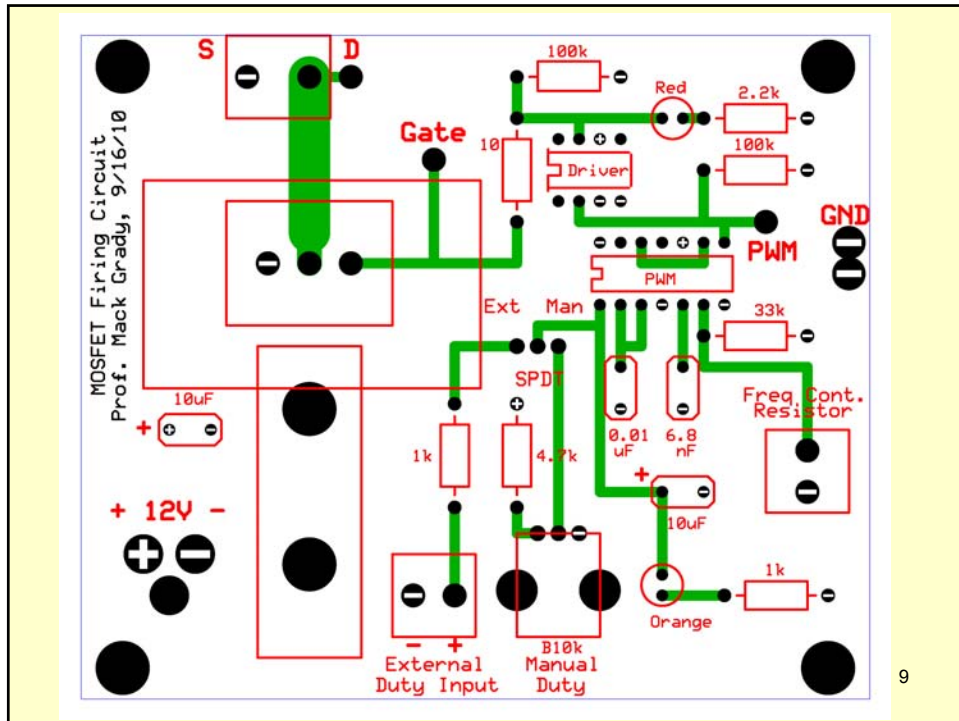 S D
100k
Red
2.2k
Gate
10
Driver
100k
MOSFET Firing Circuit
Prof. Mack Grady, 9/16/10
GND
PWM
PWM
Ext Man
33k
SPDT
10uF
+
1k
4.7k
0.01
uF
6.8
nF
Freq Cont.
Resistor
+
10uF
+ 12V -
1k
Orange
- +
External
Duty Input
B10k
Manual
Duty
9